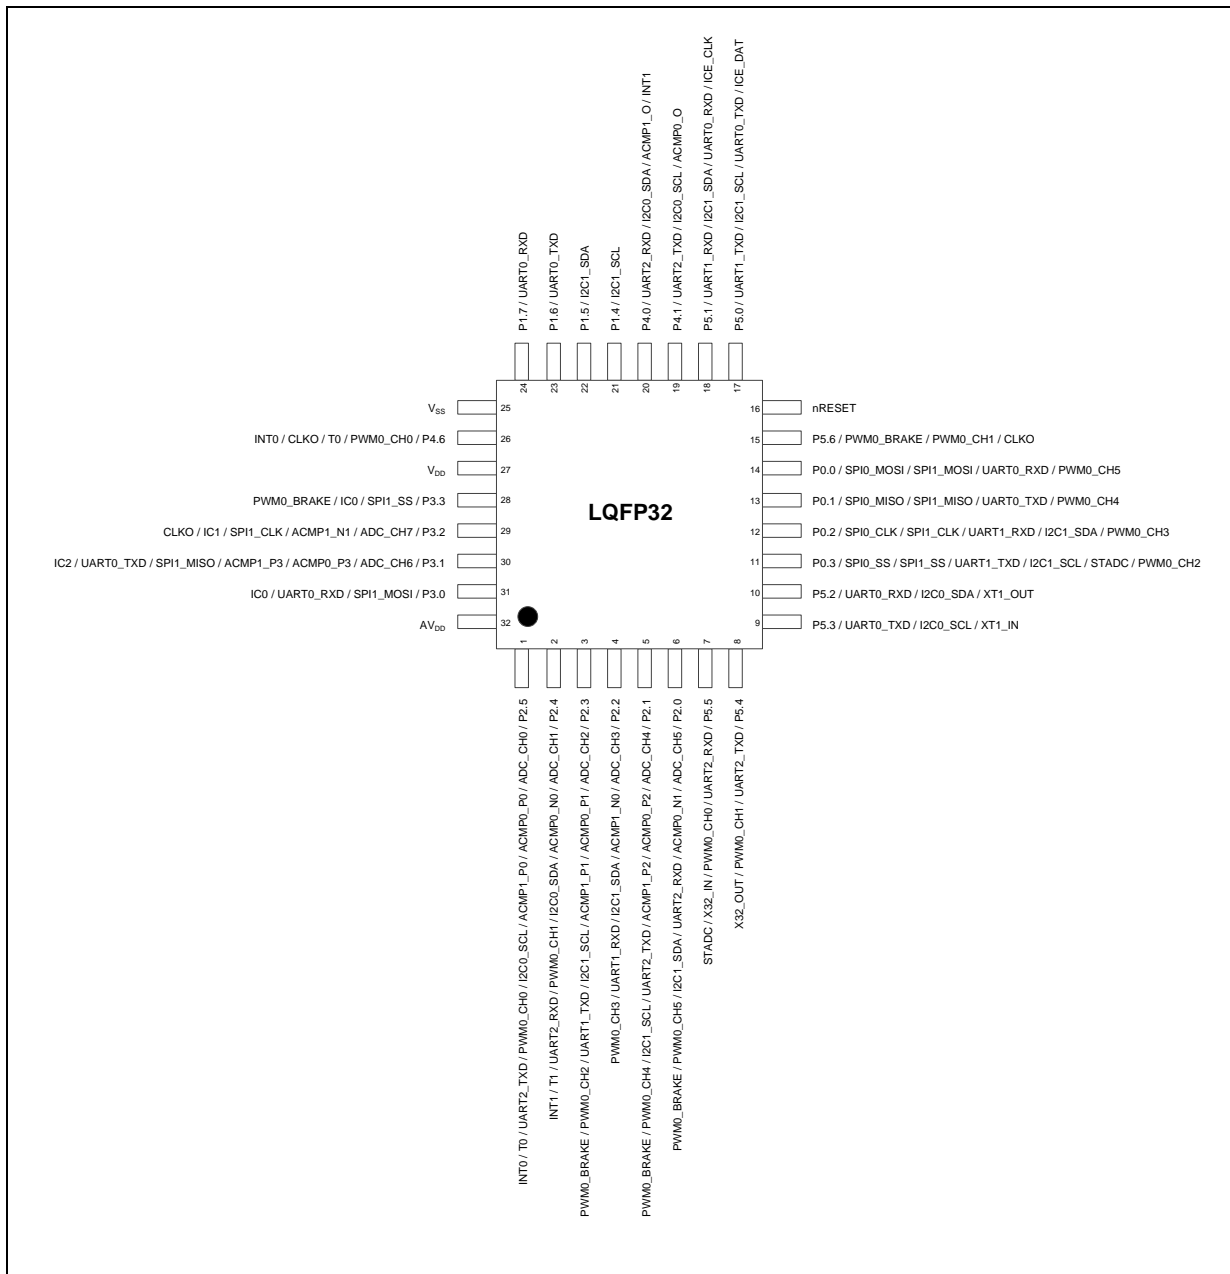 P1.7 / UART0_RXD
P1.6 / UART0_TXD
P1.5 / I2C1_SDA
P1.4 / I2C1_SCL
P4.0 / UART2_RXD / I2C0_SDA / ACMP1_O / INT1
P4.1 / UART2_TXD / I2C0_SCL / ACMP0_O
P5.1 / UART1_RXD / I2C1_SDA / UART0_RXD / ICE_CLK
P5.0 / UART1_TXD / I2C1_SCL / UART0_TXD / ICE_DAT
24
23
22
21
20
19
18
17
VSS 25
INT0 / CLKO / T0 / PWM0_CH0 / P4.6 26
VDD 27
PWM0_BRAKE / IC0 / SPI1_SS / P3.3 28
CLKO / IC1 / SPI1_CLK / ACMP1_N1 / ADC_CH7 / P3.2 29
IC2 / UART0_TXD / SPI1_MISO / ACMP1_P3 / ACMP0_P3 / ADC_CH6 / P3.1 30
IC0 / UART0_RXD / SPI1_MOSI / P3.0 31
AVDD 32
LQFP32
16 nRESET
15 P5.6 / PWM0_BRAKE / PWM0_CH1 / CLKO
14 P0.0 / SPI0_MOSI / SPI1_MOSI / UART0_RXD / PWM0_CH5
13 P0.1 / SPI0_MISO / SPI1_MISO / UART0_TXD / PWM0_CH4
12 P0.2 / SPI0_CLK / SPI1_CLK / UART1_RXD / I2C1_SDA / PWM0_CH3
11 P0.3 / SPI0_SS / SPI1_SS / UART1_TXD / I2C1_SCL / STADC / PWM0_CH2
10 P5.2 / UART0_RXD / I2C0_SDA / XT1_OUT
9 P5.3 / UART0_TXD / I2C0_SCL / XT1_IN
1
2
3
4
5
6
7
8
INT0 / T0 / UART2_TXD / PWM0_CH0 / I2C0_SCL / ACMP1_P0 / ACMP0_P0 / ADC_CH0 / P2.5
INT1 / T1 / UART2_RXD / PWM0_CH1 / I2C0_SDA / ACMP0_N0 / ADC_CH1 / P2.4
PWM0_BRAKE / PWM0_CH2 / UART1_TXD / I2C1_SCL / ACMP1_P1 / ACMP0_P1 / ADC_CH2 / P2.3
PWM0_CH3 / UART1_RXD / I2C1_SDA / ACMP1_N0 / ADC_CH3 / P2.2
PWM0_BRAKE / PWM0_CH4 / I2C1_SCL / UART2_TXD / ACMP1_P2 / ACMP0_P2 / ADC_CH4 / P2.1
PWM0_BRAKE / PWM0_CH5 / I2C1_SDA / UART2_RXD / ACMP0_N1 / ADC_CH5 / P2.0
STADC / X32_IN / PWM0_CH0 / UART2_RXD / P5.5
X32_OUT / PWM0_CH1 / UART2_TXD / P5.4